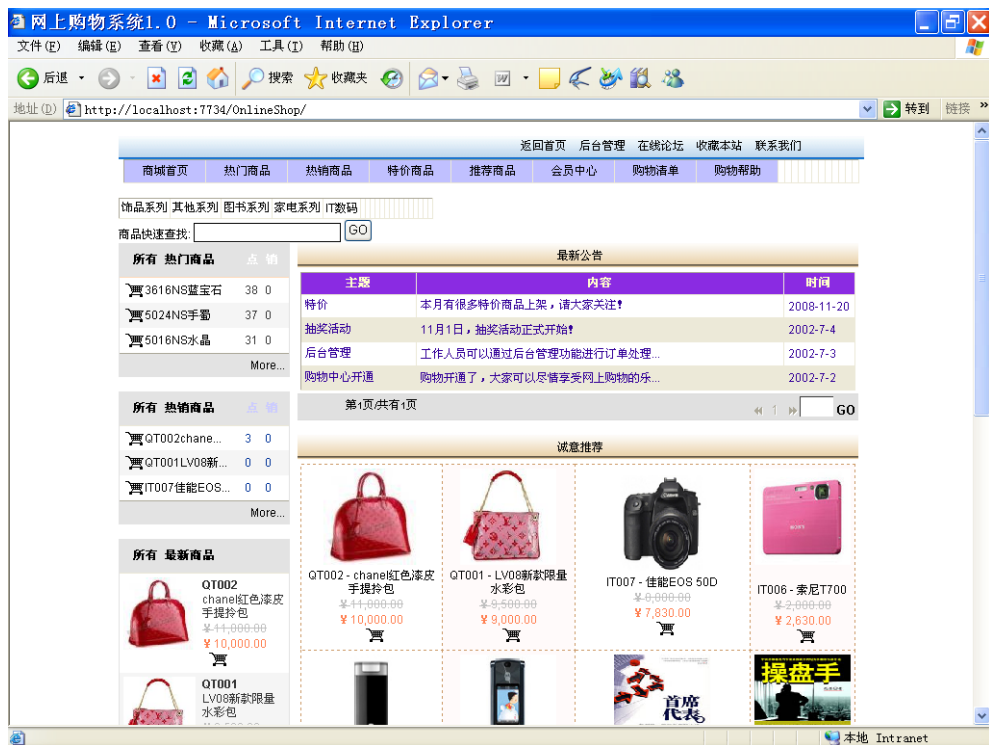 网上购物系统1.0 - Microsoft Internet Explorer
文件(F) 编辑(E) 查看(V) 收藏(A) 工具(T) 帮助(H)
后退 搜索 收藏夹
地址(D) http://localhost:7734/OnlineShop/ 转到 链接 »
返回首页 后台管理 在线论坛 收藏本站 联系我们
商城首页 热门商品 热销商品 特价商品 推荐商品 会员中心 购物清单 购物帮助
饰品系列 其他系列 图书系列 家电系列 IT数码
商品快速查找: GO
所有 热门商品 点 销
3616NS蓝宝石 38 0
5024NS手镯 37 0
5016NS水晶 31 0
More...
所有 热销商品 点 销
QT002chane... 3 0
QT001LV08新... 0 0
IT007佳能EOS... 0 0
More...
所有 最新商品
QT002
chanel红色漆皮
手提拎包
¥ 11,000.00
¥ 10,000.00
QT001
LV08新款限量
水彩包
最新公告
主题 内容 时间
特价 本月有很多特价商品上架，请大家关注! 2008-11-20
抽奖活动 11月1日，抽奖活动正式开始! 2002-7-4
后台管理 工作人员可以通过后台管理功能进行订单处理... 2002-7-3
购物中心开通 购物开通了，大家可以尽情享受网上购物的乐... 2002-7-2
第1页/共有1页 « 1 » GO
诚意推荐
QT002 - chanel红色漆皮
手提拎包
¥ 11,000.00
¥ 10,000.00
QT001 - LV08新款限量
水彩包
¥ 9,500.00
¥ 9,000.00
Canon
IT007 - 佳能EOS 50D
¥ 8,000.00
¥ 7,830.00
SONY
IT006 - 索尼T700
¥ 2,800.00
¥ 2,630.00
首席
代表
操盘手
本地 Intranet